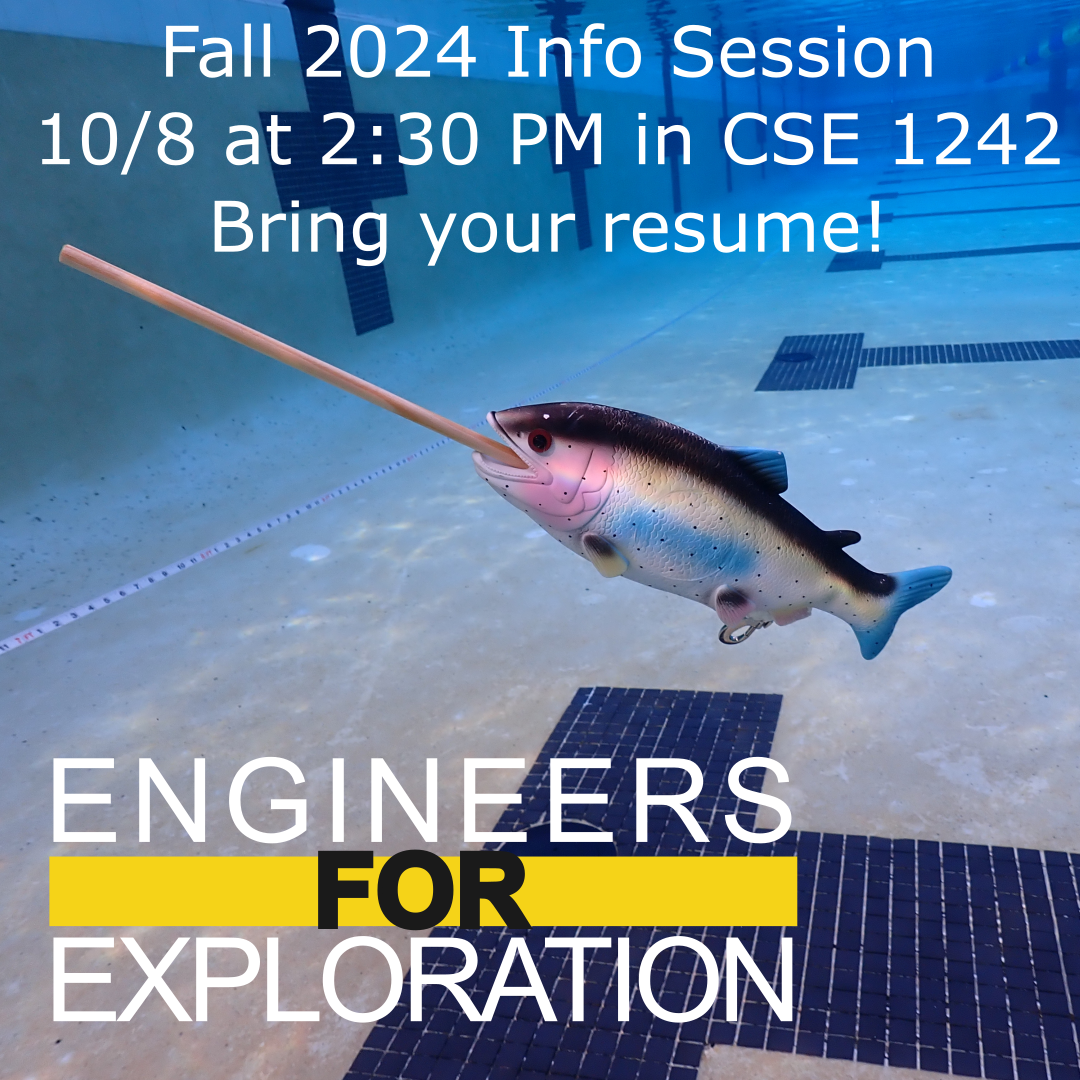 Fall 2024 Info Session
10/8 at 2:30 PM in CSE 1242
Bring your resume!
ENGINEERS
FOR
EXPLORATION